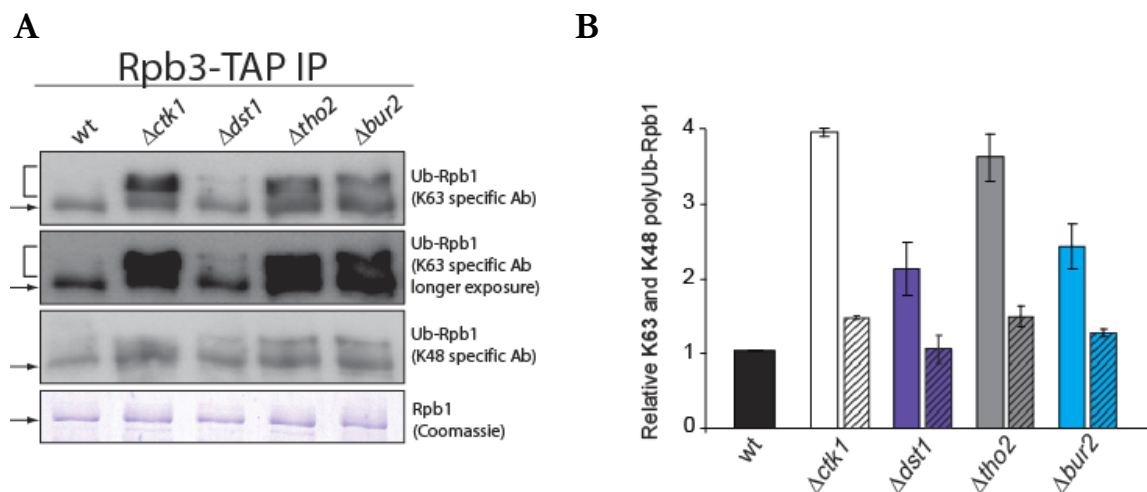 A
Rpb3-TAP IP
wt Δctk1 Δdst1 Δtho2 Δbur2
Ub-Rpb1
(K63 specific Ab)
Ub-Rpb1
(K63 specific Ab
longer exposure)
Ub-Rpb1
(K48 specific Ab)
Rpb1
(Coomassie)
B
Relative K63 and K48 polyUb-Rpb1
4
3
2
1
0
wt Δctk1 Δdst1 Δtho2 Δbur2